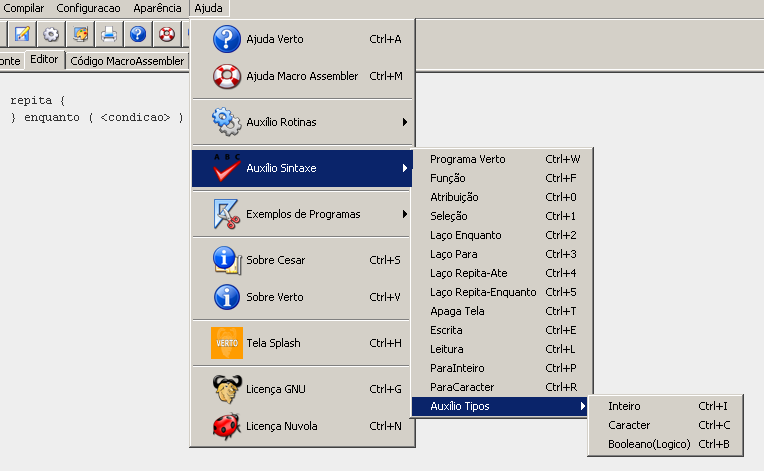 Compilar Configuracao Aparência Ajuda
onte Editor Código MacroAssembler
repita {
} enquanto ( <condicao> )
Ajuda Verto Ctrl+A
Ajuda Macro Assembler Ctrl+M
Auxílio Rotinas
A B C
Auxílio Sintaxe
Exemplos de Programas
Sobre Cesar Ctrl+S
Sobre Verto Ctrl+V
VERTO
Tela Splash Ctrl+H
Licença GNU Ctrl+G
Licença Nuvola Ctrl+N
Programa Verto Ctrl+W
Função Ctrl+F
Atribuição Ctrl+0
Seleção Ctrl+1
Laço Enquanto Ctrl+2
Laço Para Ctrl+3
Laço Repita-Ate Ctrl+4
Laço Repita-Enquanto Ctrl+5
Apaga Tela Ctrl+T
Escrita Ctrl+E
Leitura Ctrl+L
ParaInteiro Ctrl+P
ParaCaracter Ctrl+R
Auxílio Tipos
Inteiro Ctrl+I
Caracter Ctrl+C
Booleano(Logico) Ctrl+B